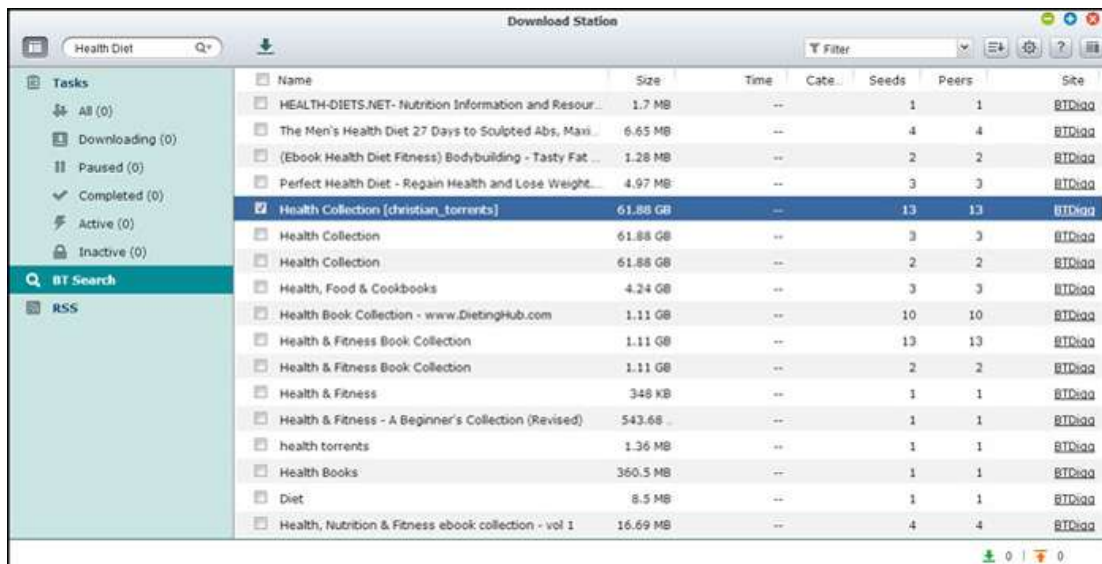 Download Station
Health Diet
Filter
Tasks
All (0)
Downloading (0)
Paused (0)
Completed (0)
Active (0)
Inactive (0)
BT Search
RSS
Name Size Time Cate... Seeds Peers Site
HEALTH-DIETS.NET- Nutrition Information and Resour... 1.7 MB -- 1 1 BTDigg
The Men's Health Diet 27 Days to Sculpted Abs, Maxi... 6.65 MB -- 4 4 BTDigg
(Ebook Health Diet Fitness) Bodybuilding - Tasty Fat ... 1.28 MB -- 2 2 BTDigg
Perfect Health Diet - Regain Health and Lose Weight... 4.97 MB -- 3 3 BTDigg
Health Collection [christian_torrents] 61.88 GB -- 13 13 BTDigg
Health Collection 61.88 GB -- 3 3 BTDigg
Health Collection 61.88 GB -- 2 2 BTDigg
Health, Food & Cookbooks 4.24 GB -- 3 3 BTDigg
Health Book Collection - www.DietingHub.com 1.11 GB -- 10 10 BTDigg
Health & Fitness Book Collection 1.11 GB -- 13 13 BTDigg
Health & Fitness Book Collection 1.11 GB -- 2 2 BTDigg
Health & Fitness 348 KB -- 1 1 BTDigg
Health & Fitness - A Beginner's Collection (Revised) 543.68 ... -- 1 1 BTDigg
health torrents 1.36 MB -- 1 1 BTDigg
Health Books 360.5 MB -- 1 1 BTDigg
Diet 8.5 MB -- 1 1 BTDigg
Health, Nutrition & Fitness ebook collection - vol 1 16.69 MB -- 4 4 BTDigg
0 | 0